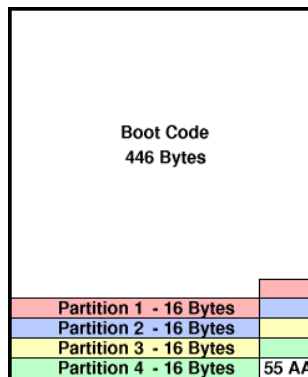 Boot Code
446 Bytes
Partition 1 - 16 Bytes
Partition 2 - 16 Bytes
Partition 3 - 16 Bytes
Partition 4 - 16 Bytes 55 AA